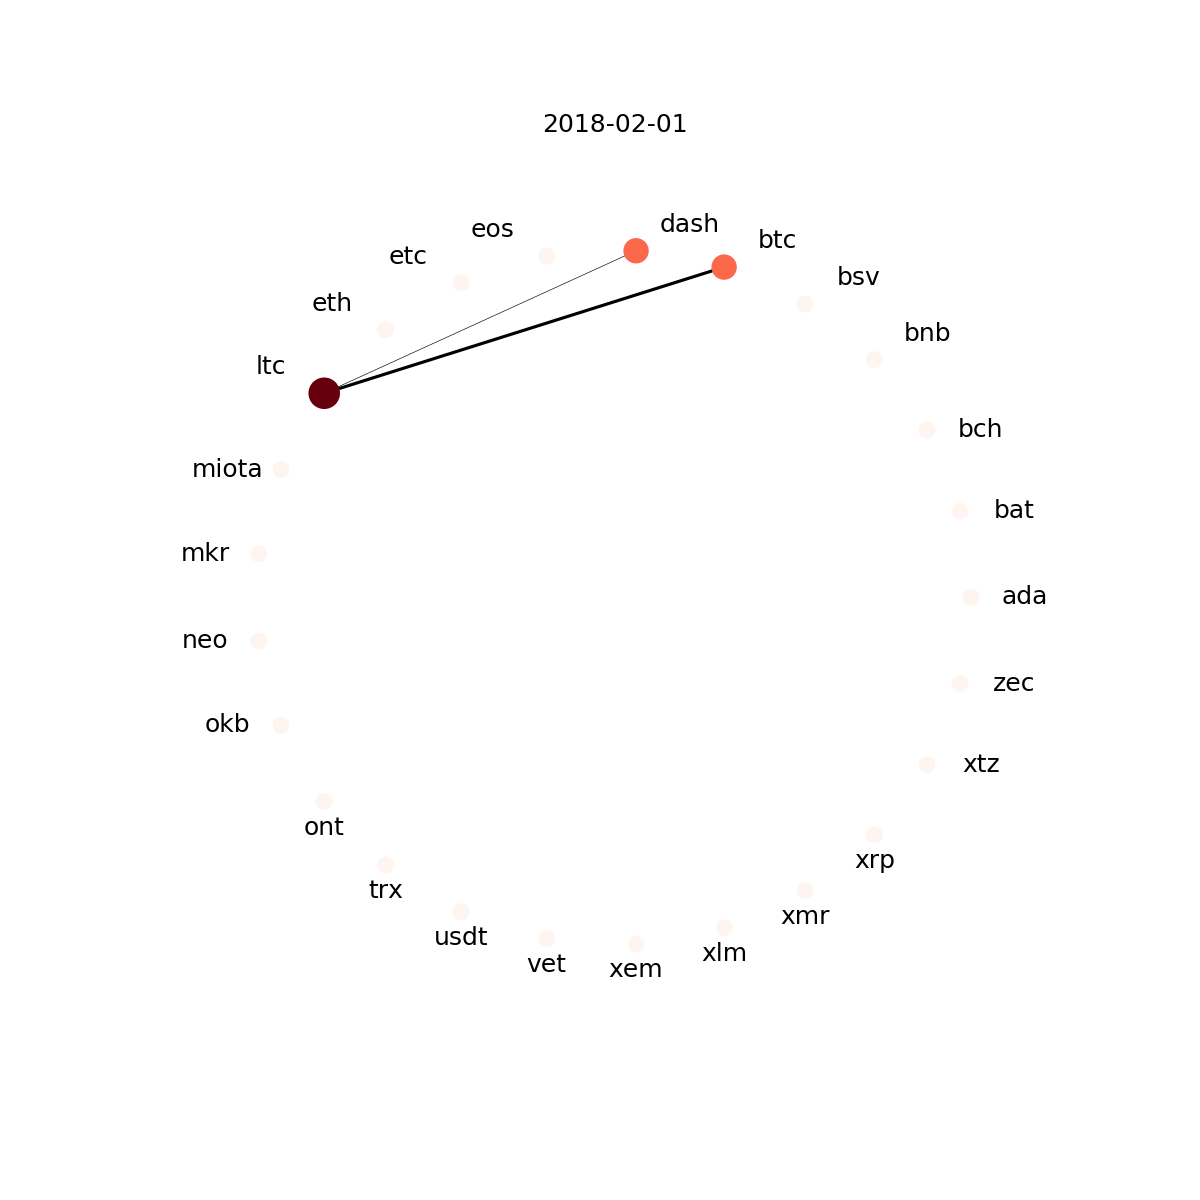 2018-02-01
dash
eos
btc
etc
bsv
eth
bnb
ltc
bch
miota
bat
mkr
ada
neo
zec
okb
xtz
ont
xrp
trx
xmr
usdt
xlm
vet
xem